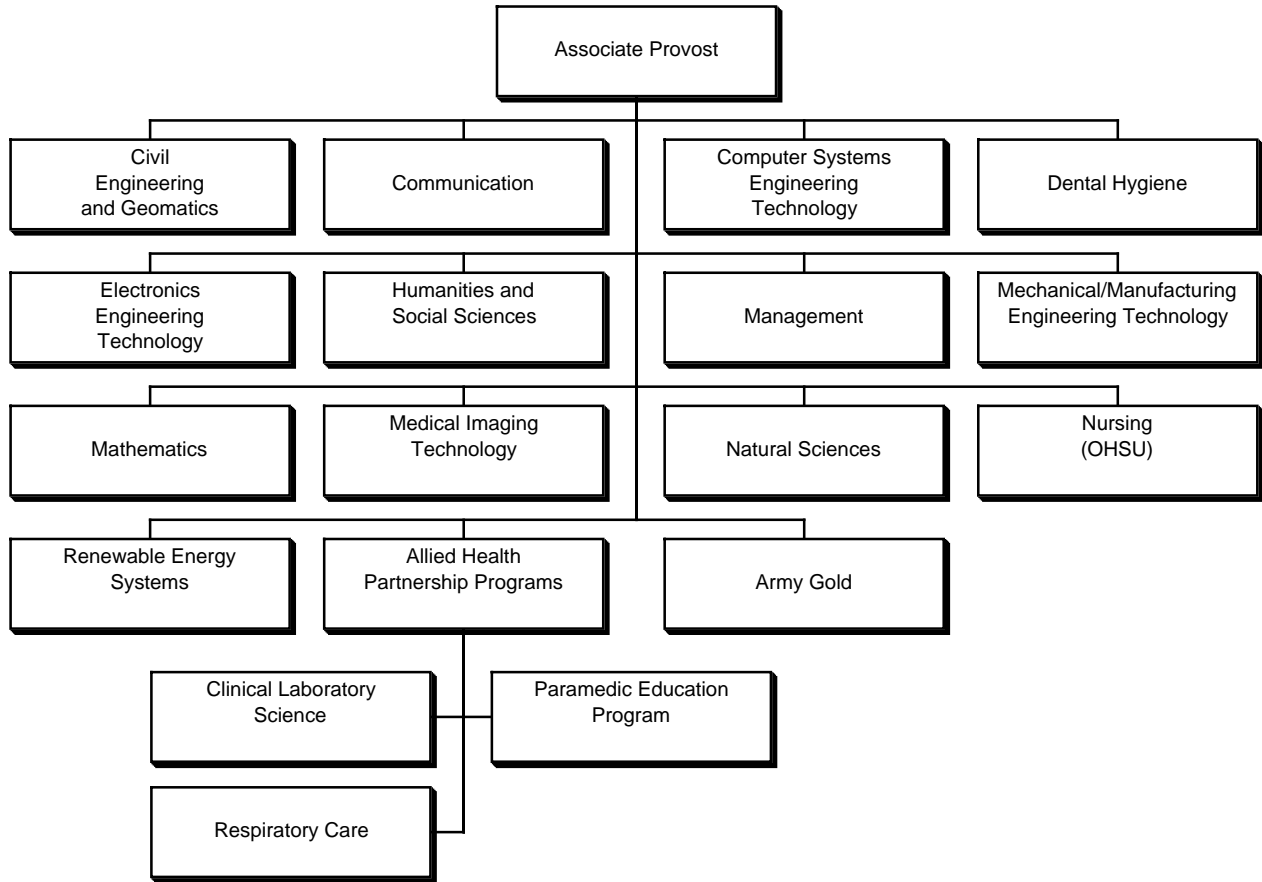 Associate Provost
Civil
Engineering
and Geomatics
Communication
Computer Systems
Engineering
Technology
Dental Hygiene
Electronics
Engineering
Technology
Humanities and
Social Sciences
Management
Mechanical/Manufacturing
Engineering Technology
Mathematics
Medical Imaging
Technology
Natural Sciences
Nursing
(OHSU)
Renewable Energy
Systems
Allied Health
Partnership Programs
Army Gold
Clinical Laboratory
Science
Paramedic Education
Program
Respiratory Care